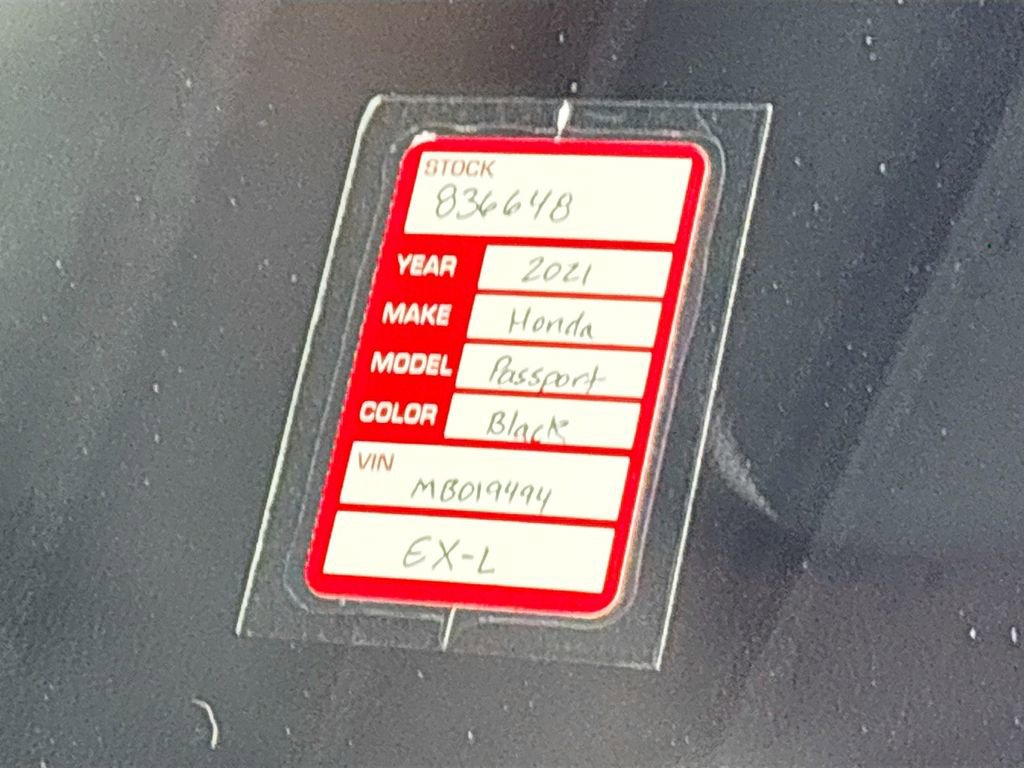 STOCK
836648
YEAR 2021
MAKE Honda
MODEL Passport
COLOR Black
VIN
MB019494
EX-L